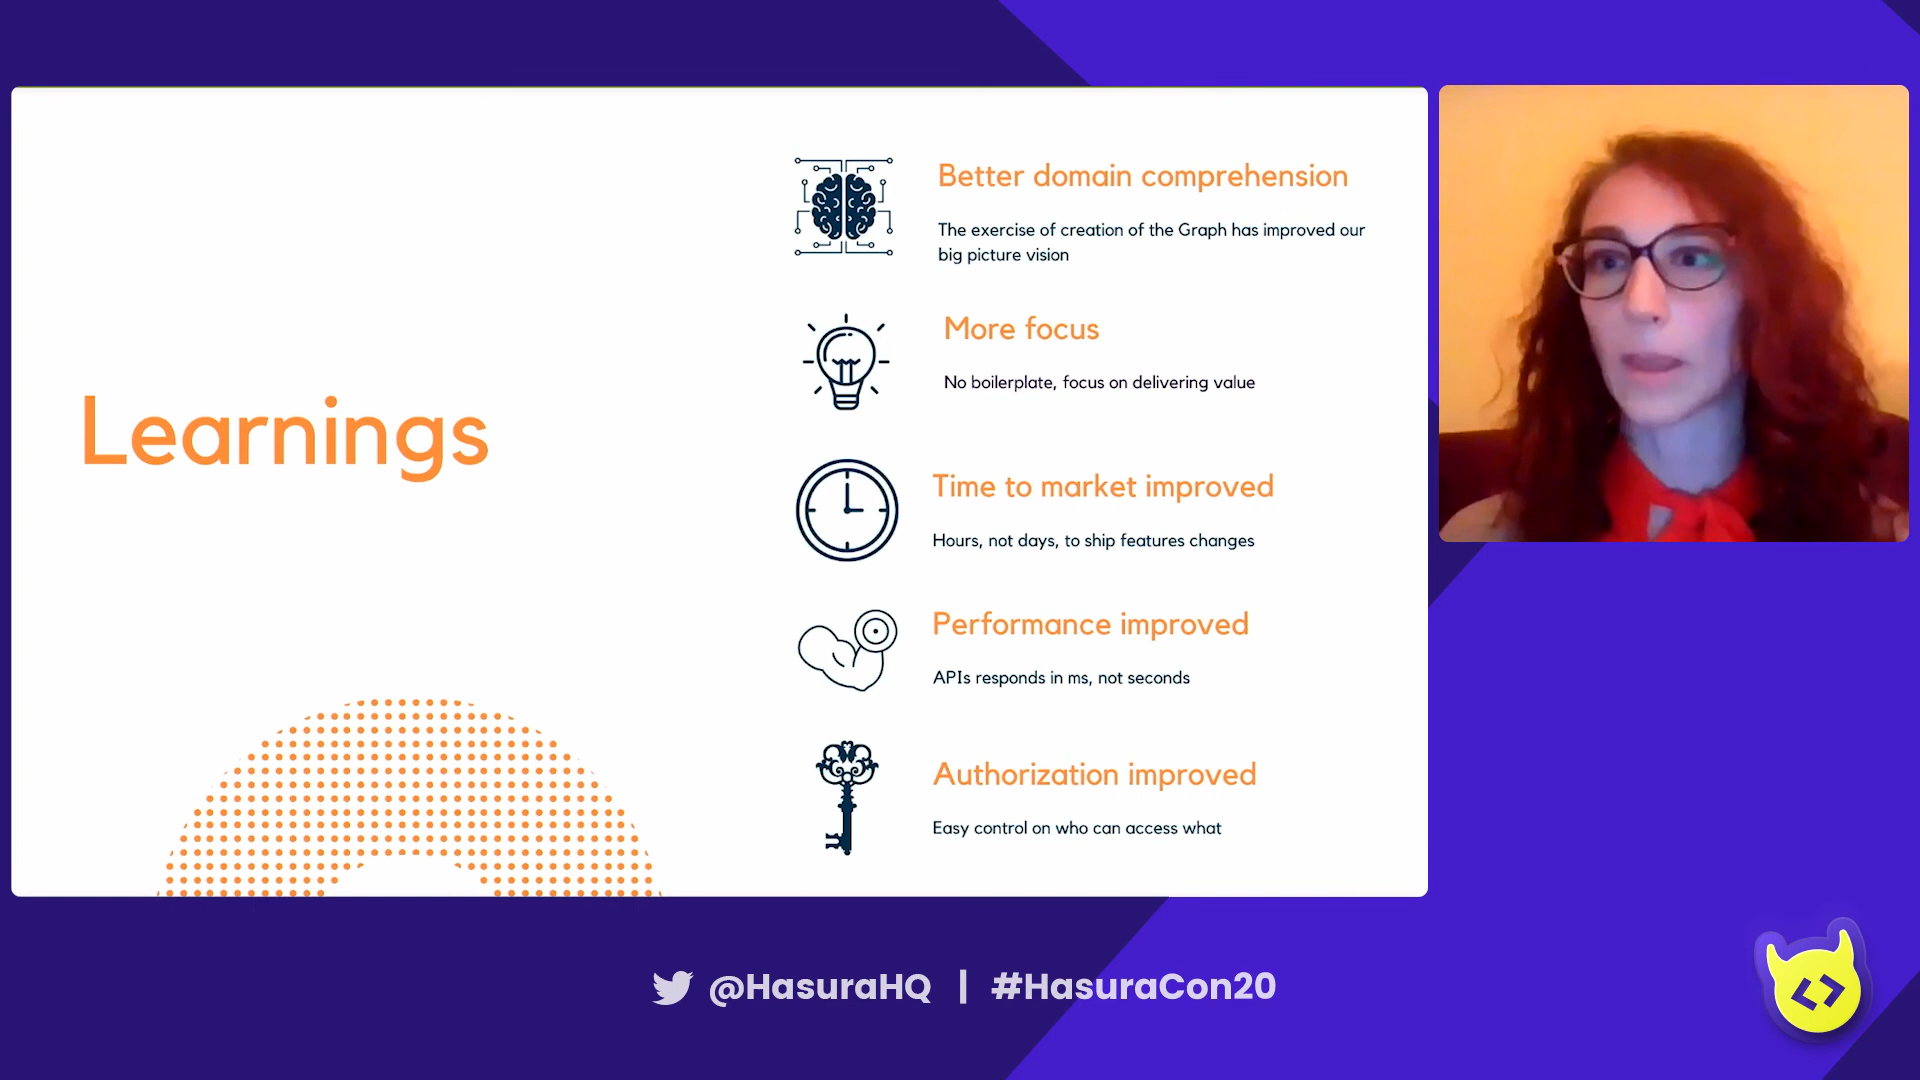 Learnings
Better domain comprehension
The exercise of creation of the Graph has improved our
big picture vision
More focus
No boilerplate, focus on delivering value
Time to market improved
Hours, not days, to ship features changes
Performance improved
APIs responds in ms, not seconds
Authorization improved
Easy control on who can access what
@HasuraHQ | #HasuraCon20